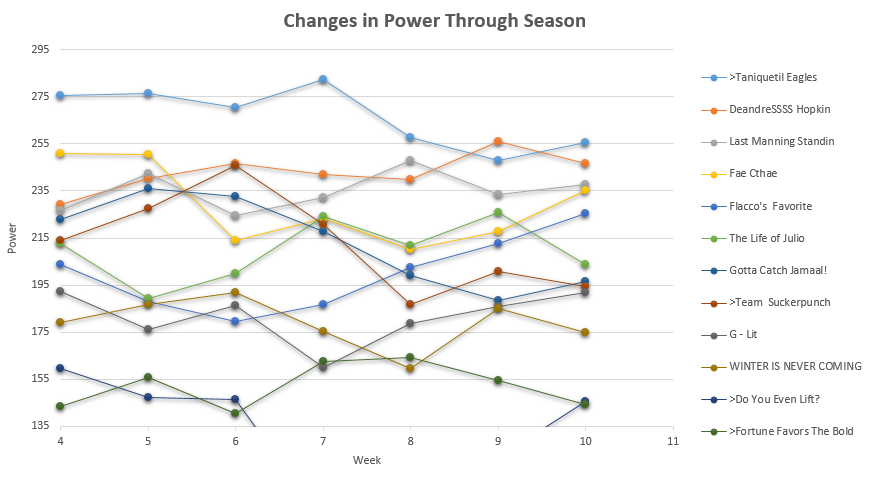 Changes in Power Through Season
295
275
255
235
215
195
175
155
135
Power
4 5 6 7 8 9 10 11
Week
>Taniquetil Eagles
DeandreSSSS Hopkin
Last Manning Standin
Fae Cthae
Flacco's  Favorite
The Life of Julio
Gotta Catch Jamaal!
>Team  Suckerpunch
G - Lit
WINTER IS NEVER COMING
>Do You Even Lift?
>Fortune Favors The Bold